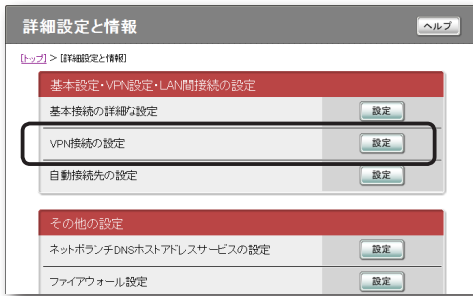 詳細設定と情報
ヘルプ
[トップ] > [詳細設定と情報]
基本設定・VPN設定・LAN間接続の設定
基本接続の詳細な設定
設定
VPN接続の設定
設定
自動接続先の設定
設定
その他の設定
ネットボランチDNSホストアドレスサービスの設定
設定
ファイアウォール設定
設定